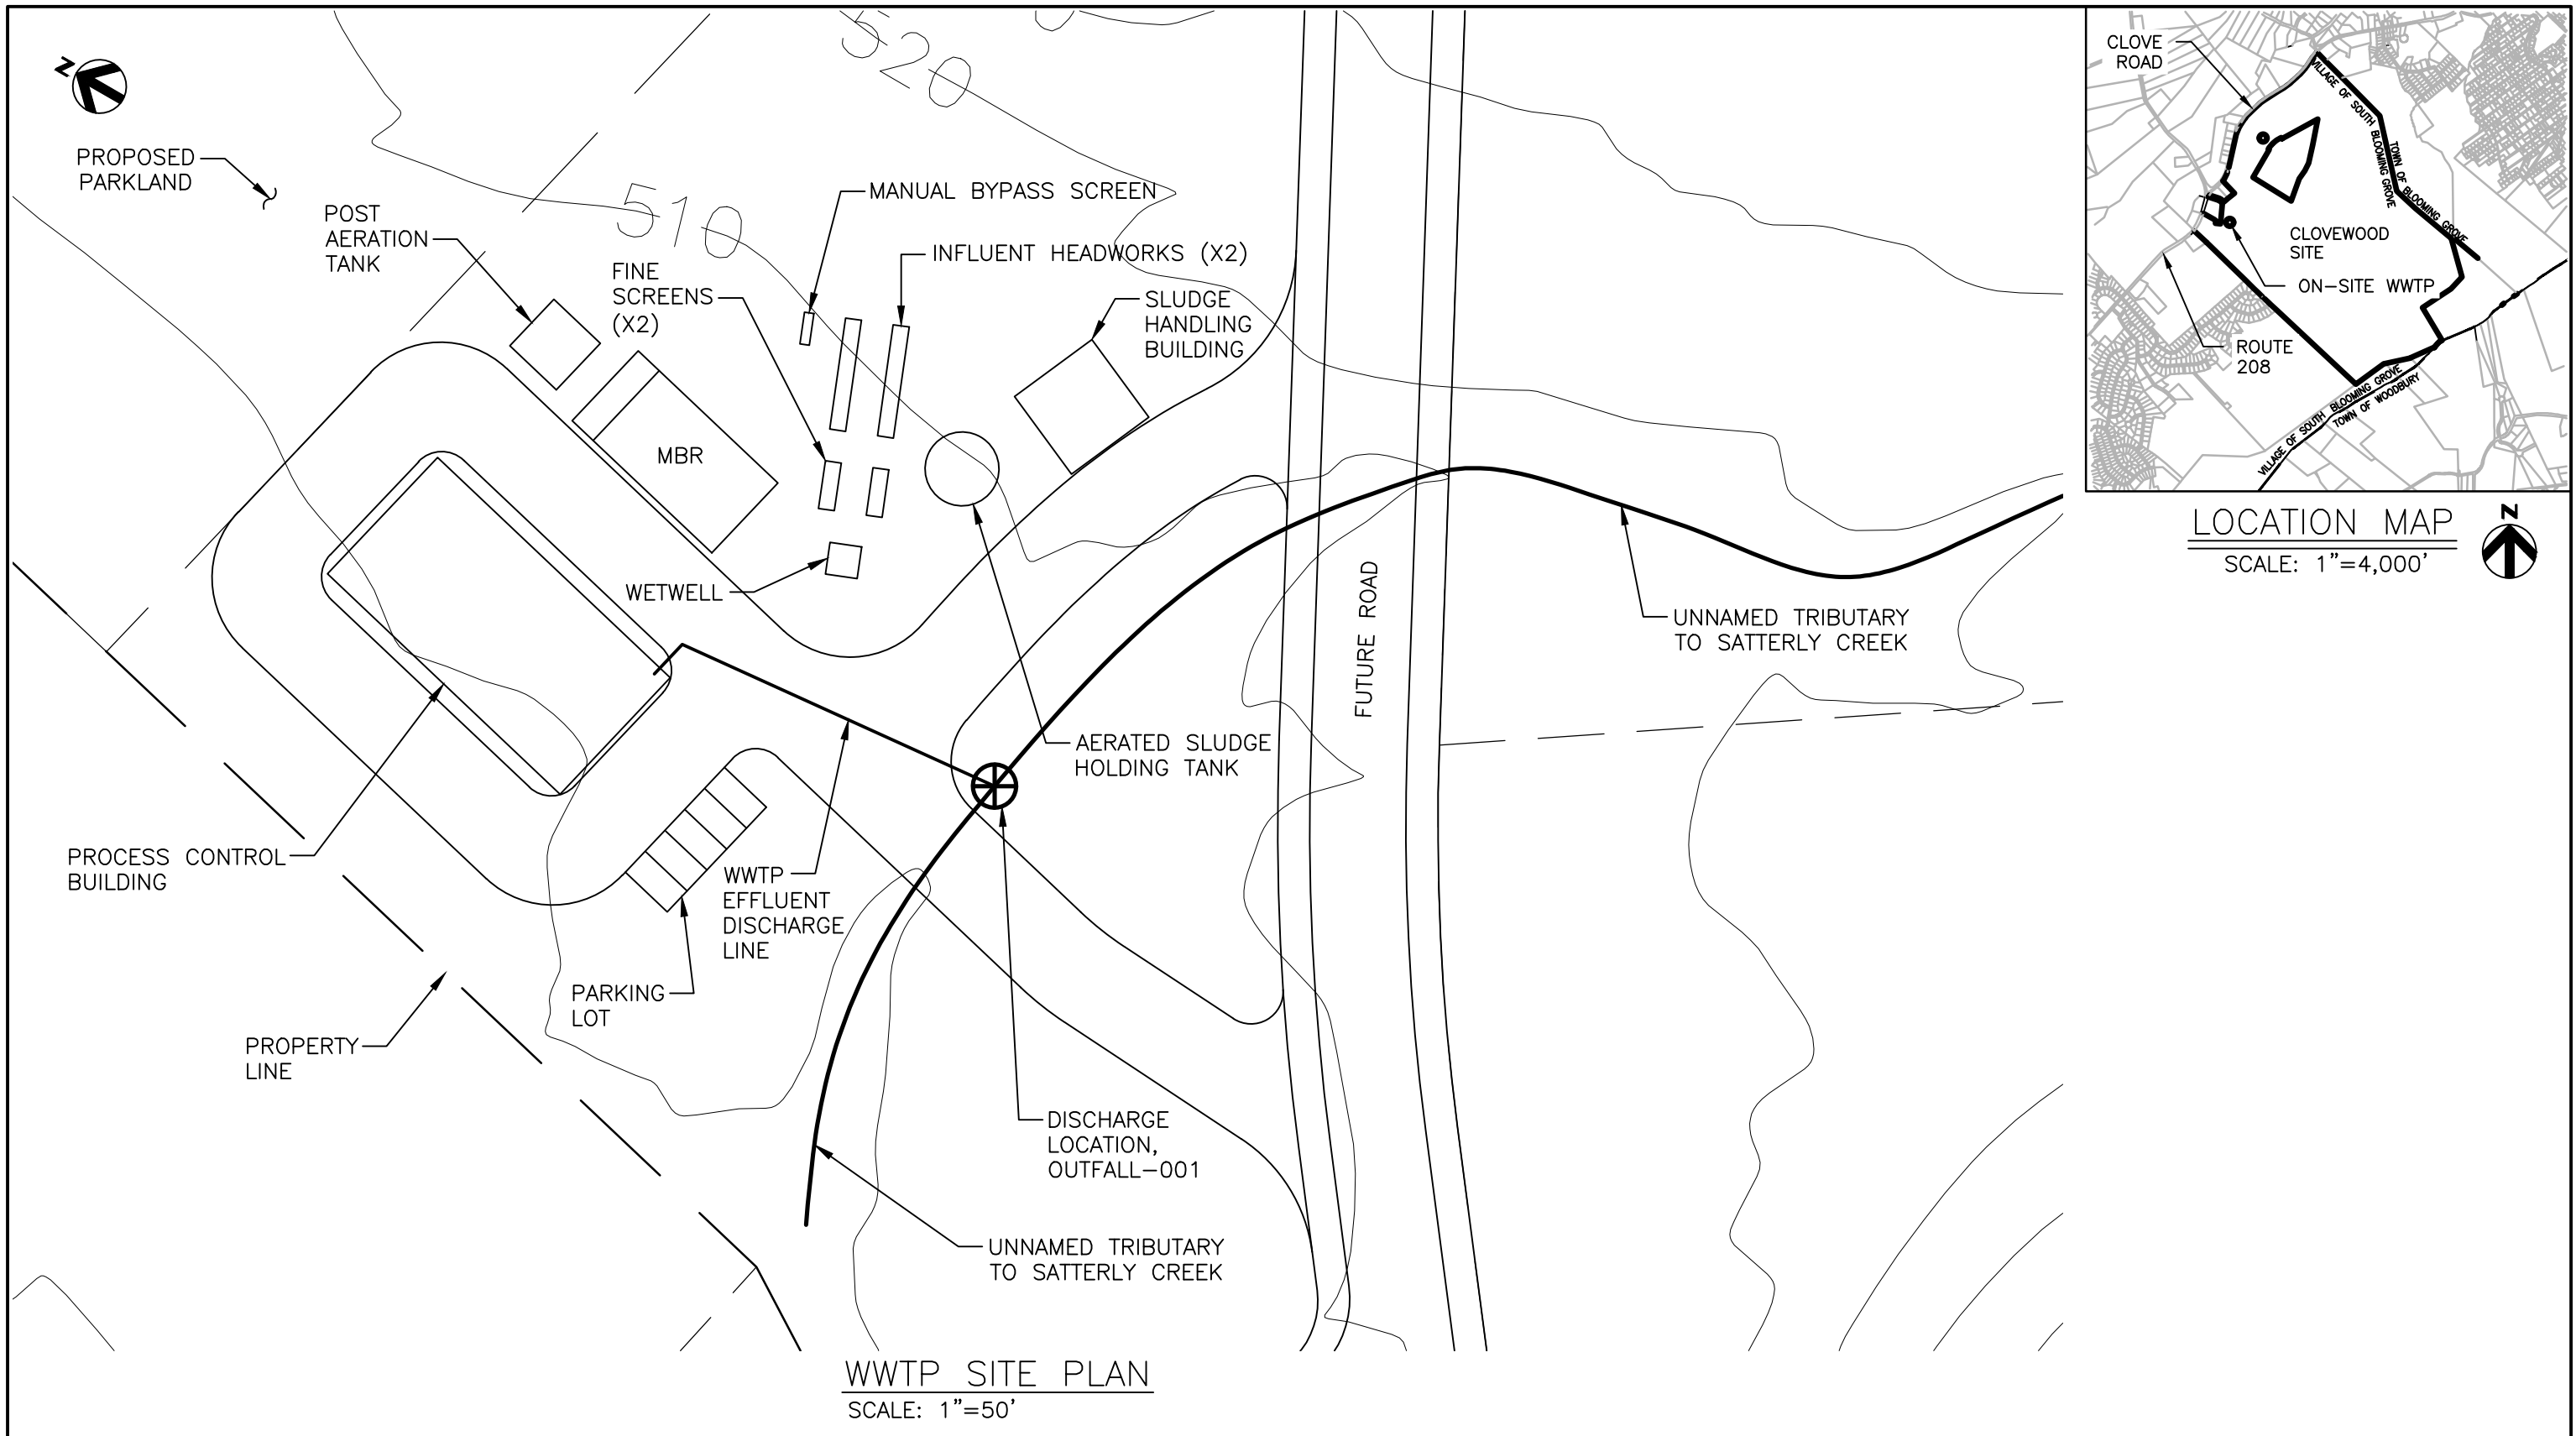 N
PROPOSED
PARKLAND
POST
AERATION
TANK
FINE
SCREENS
(X2)
520
510
MANUAL BYPASS SCREEN
INFLUENT HEADWORKS (X2)
SLUDGE
HANDLING
BUILDING
MBR
WETWELL
FUTURE ROAD
UNNAMED TRIBUTARY
TO SATTERLY CREEK
AERATED SLUDGE
HOLDING TANK
PROCESS CONTROL
BUILDING
WWTP
EFFLUENT
DISCHARGE
LINE
PARKING
LOT
PROPERTY
LINE
DISCHARGE
LOCATION,
OUTFALL-001
UNNAMED TRIBUTARY
TO SATTERLY CREEK
WWTP SITE PLAN
SCALE: 1"=50'
CLOVE
ROAD
VILLAGE OF SOUTH BLOOMING GROVE
TOWN OF BLOOMING GROVE
CLOVEWOOD
SITE
ON-SITE WWTP
ROUTE
208
VILLAGE OF SOUTH BLOOMING GROVE
TOWN OF WOODBURY
LOCATION MAP
SCALE: 1"=4,000'
N